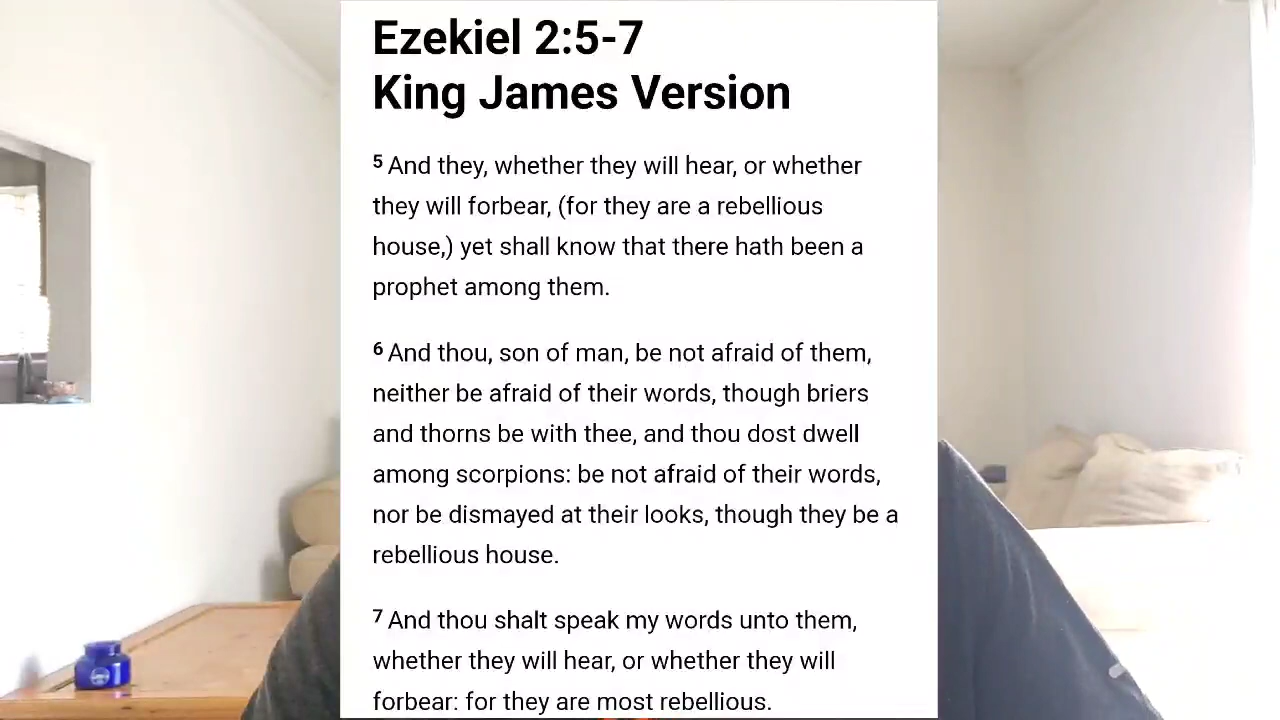 Ezekiel 2:5-7
King James Version
5 And they, whether they will hear, or whether
they will forbear, (for they are a rebellious
house,) yet shall know that there hath been a
prophet among them.
6 And thou, son of man, be not afraid of them,
neither be afraid of their words, though briers
and thorns be with thee, and thou dost dwell
among scorpions: be not afraid of their words,
nor be dismayed at their looks, though they be a
rebellious house.
7 And thou shalt speak my words unto them,
whether they will hear, or whether they will
forbear: for they are most rebellious.